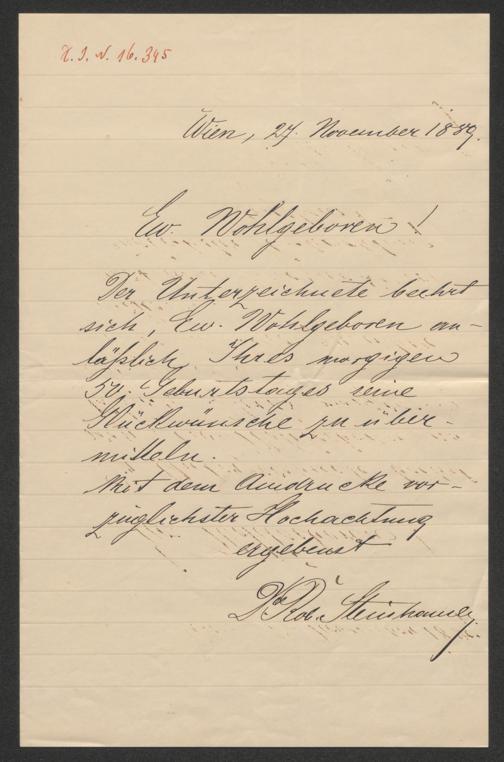 H. I. N. 16.345
Wien, 27. November 1889.
Ew. Wohlgeboren!
Der Unterzeichnete beehrt
sich, Ew. Wohlgeboren an-
läßlich Ihres morgigen
50. Geburtstages seine
Glückwünsche zu über-
mitteln.
Mit dem Ausdrucke vor-
züglichster Hochachtung
ergebenst
Dr Rob. Steinhauser